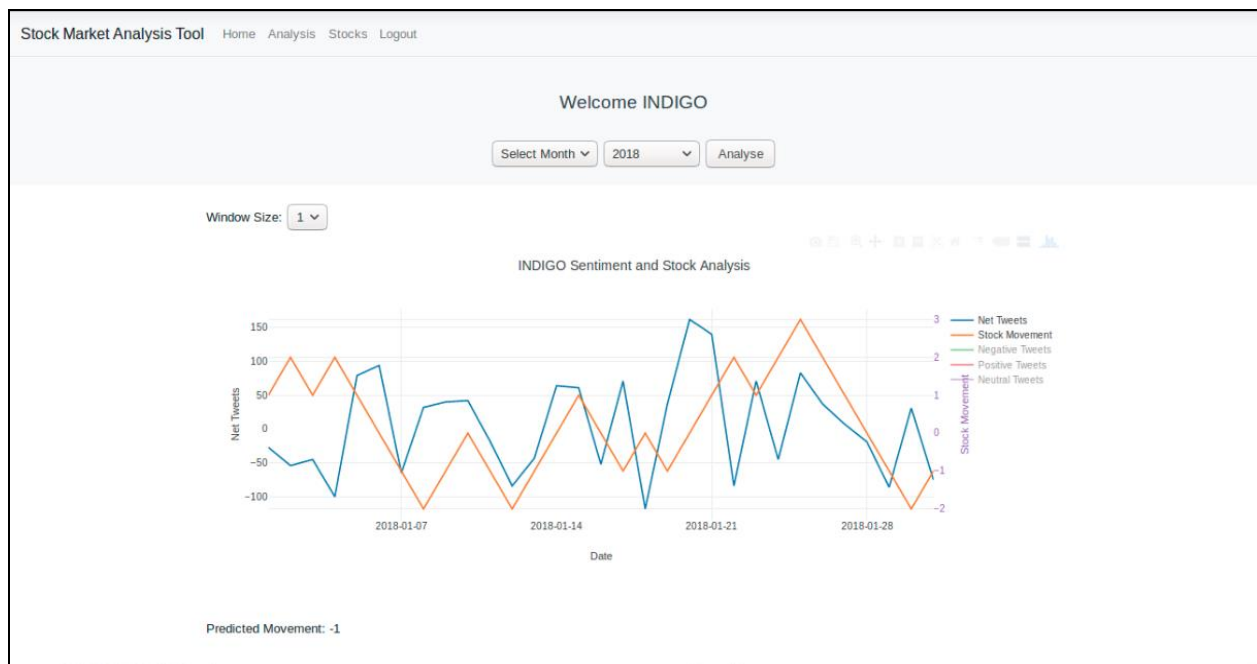 Stock Market Analysis Tool Home Analysis Stocks Logout
Welcome INDIGO
Select Month 2018 Analyse
Window Size: 1
INDIGO Sentiment and Stock Analysis
Net Tweets
150
100
50
0
−50
−100
3
2
1
0
−1
−2
Stock Movement
Net Tweets
Stock Movement
Negative Tweets
Positive Tweets
Neutral Tweets
2018-01-07 2018-01-14 2018-01-21 2018-01-28
Date
Predicted Movement: -1